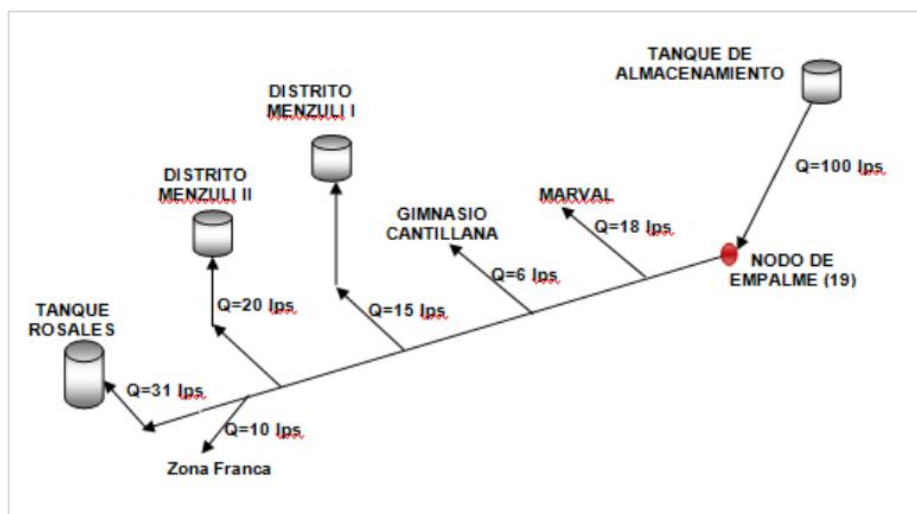 TANQUE DE
ALMACENAMIENTO
Q=100 lps
NODO DE
EMPALME (19)
MARVAL
Q=18 lps
GIMNASIO
CANTILLANA
Q=6 lps
DISTRITO
MENZULI I
Q=15 lps
DISTRITO
MENZULI II
Q=20 lps
TANQUE
ROSALES
Q=31 lps
Q=10 lps
Zona Franca